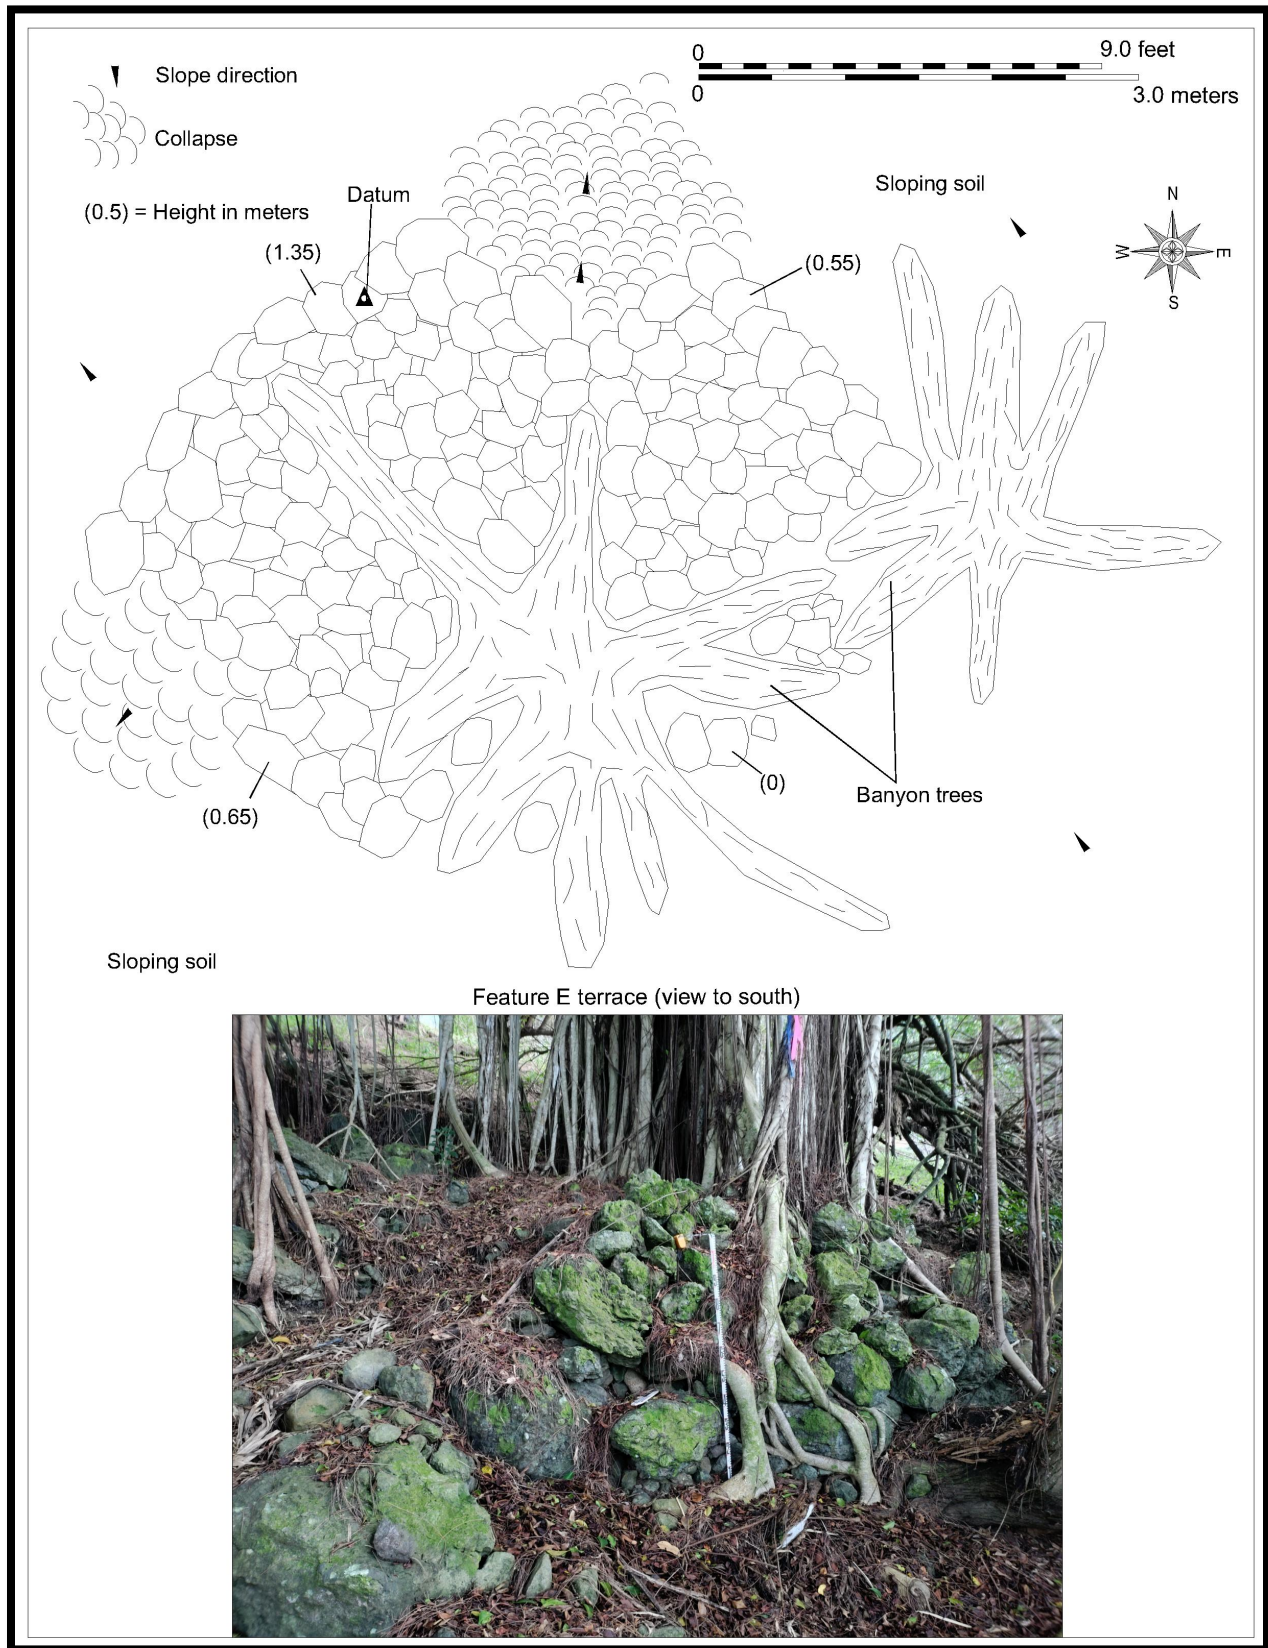 0
9.0 feet
0
3.0 meters
Slope direction
Collapse
(0.5) = Height in meters
Datum
Sloping soil
N
W
E
S
(1.35)
(0.55)
(0)
Banyon trees
(0.65)
Sloping soil
Feature E terrace (view to south)